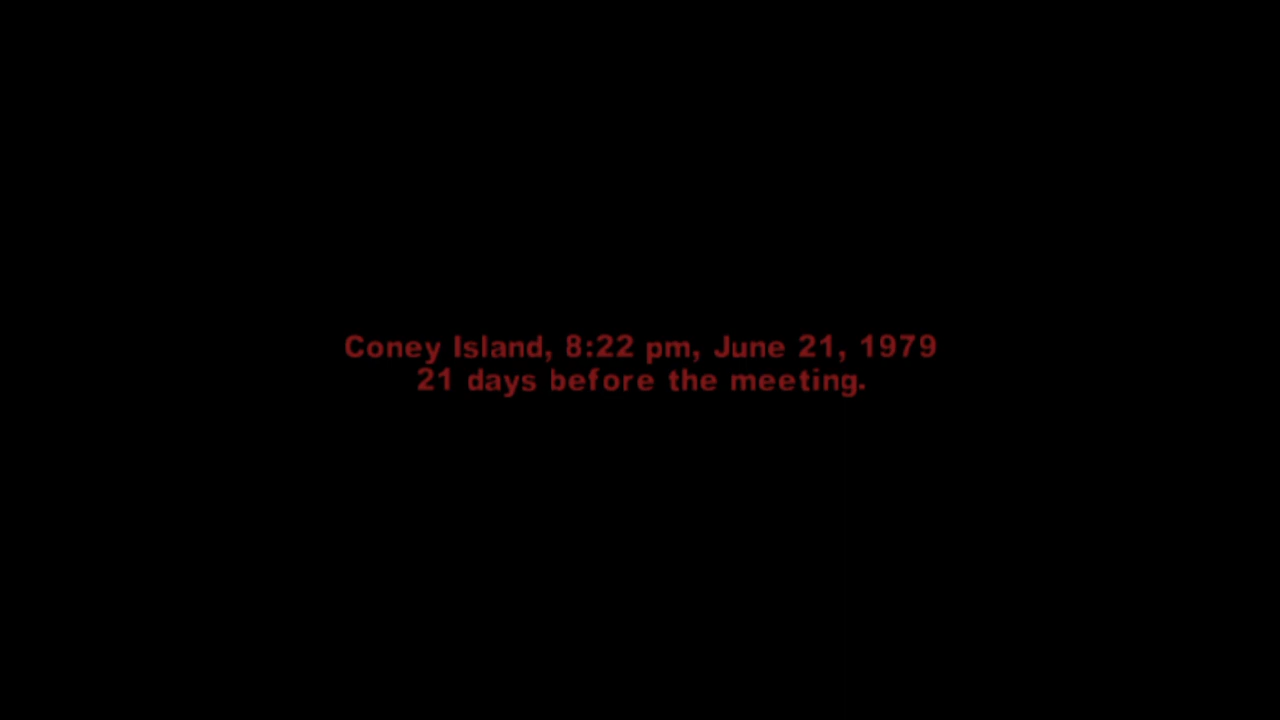 Coney Island, 8:22 pm, June 21, 1979
21 days before the meeting.